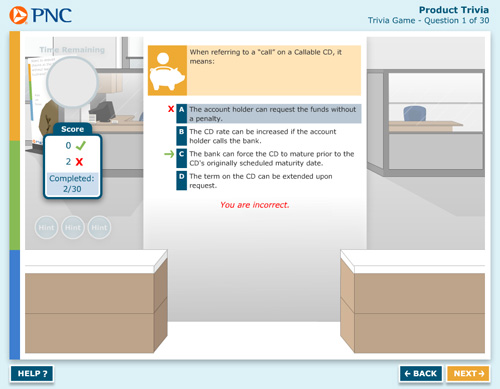 PNC
Product Trivia
Trivia Game - Question 1 of 30
Time Remaining
When referring to a "call" on a Callable CD, it
means:
X A The account holder can request the funds without
a penalty.
B The CD rate can be increased if the account
holder calls the bank.
C The bank can force the CD to mature prior to the
CD's originally scheduled maturity date.
D The term on the CD can be extended upon
request.
You are incorrect.
Score
0
2 X
Completed:
2/30
Hint Hint Hint
HELP ?
BACK
NEXT